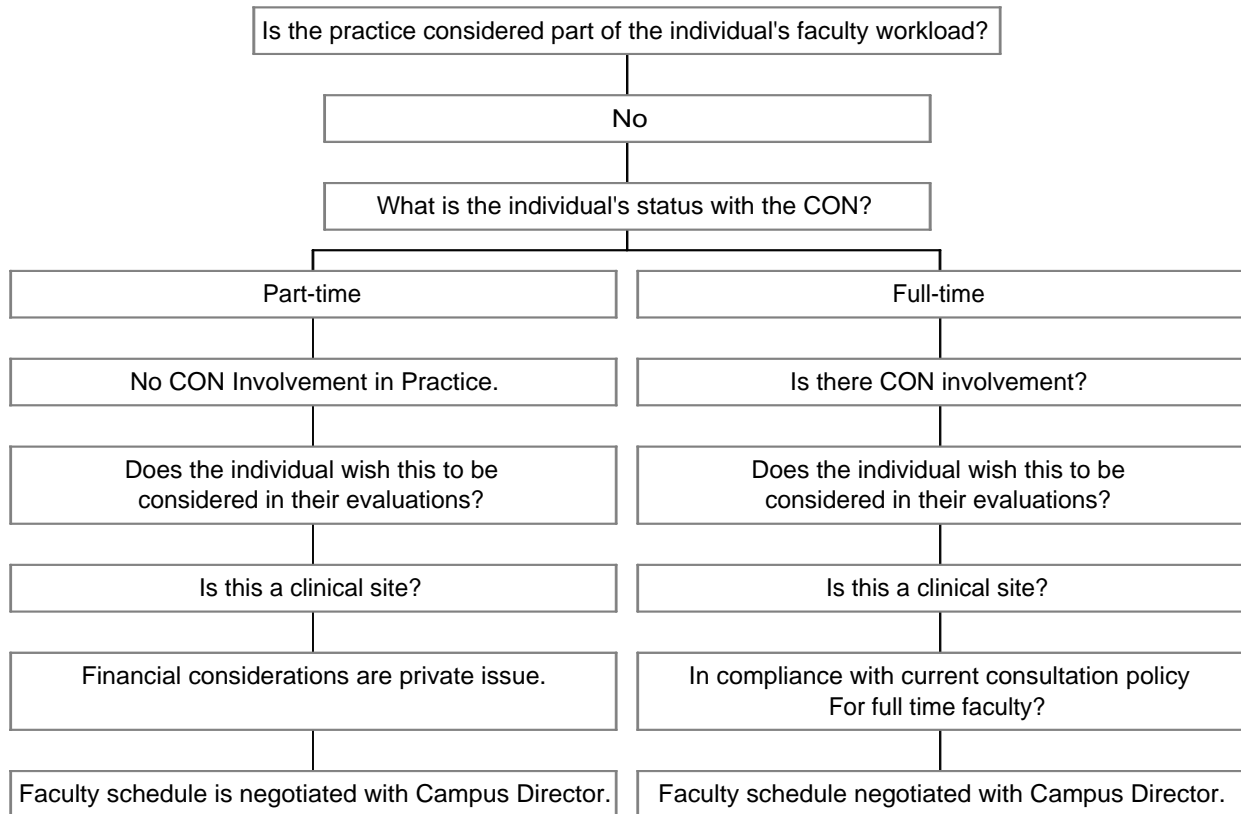 Is the practice considered part of the individual's faculty workload?
No
What is the individual's status with the CON?
Part-time
Full-time
No CON Involvement in Practice.
Is there CON involvement?
Does the individual wish this to be
considered in their evaluations?
Does the individual wish this to be
considered in their evaluations?
Is this a clinical site?
Is this a clinical site?
Financial considerations are private issue.
In compliance with current consultation policy
For full time faculty?
Faculty schedule is negotiated with Campus Director.
Faculty schedule negotiated with Campus Director.